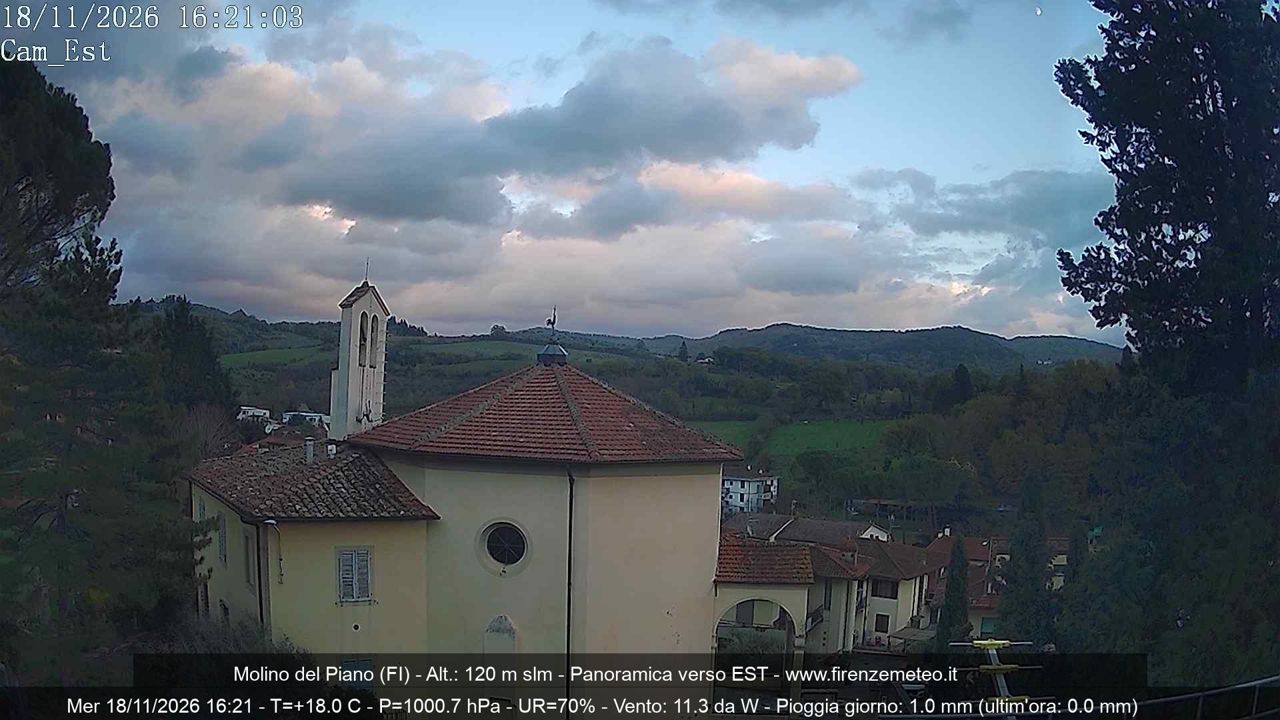 18/11/2026 16:21:03
Cam_Est
Molino del Piano (FI) - Alt.: 120 m slm - Panoramica verso EST - www.firenzemeteo.it
Mer 18/11/2026 16:21 - T=+18.0 C - P=1000.7 hPa - UR=70% - Vento: 11.3 da W - Pioggia giorno: 1.0 mm (ultim'ora: 0.0 mm)